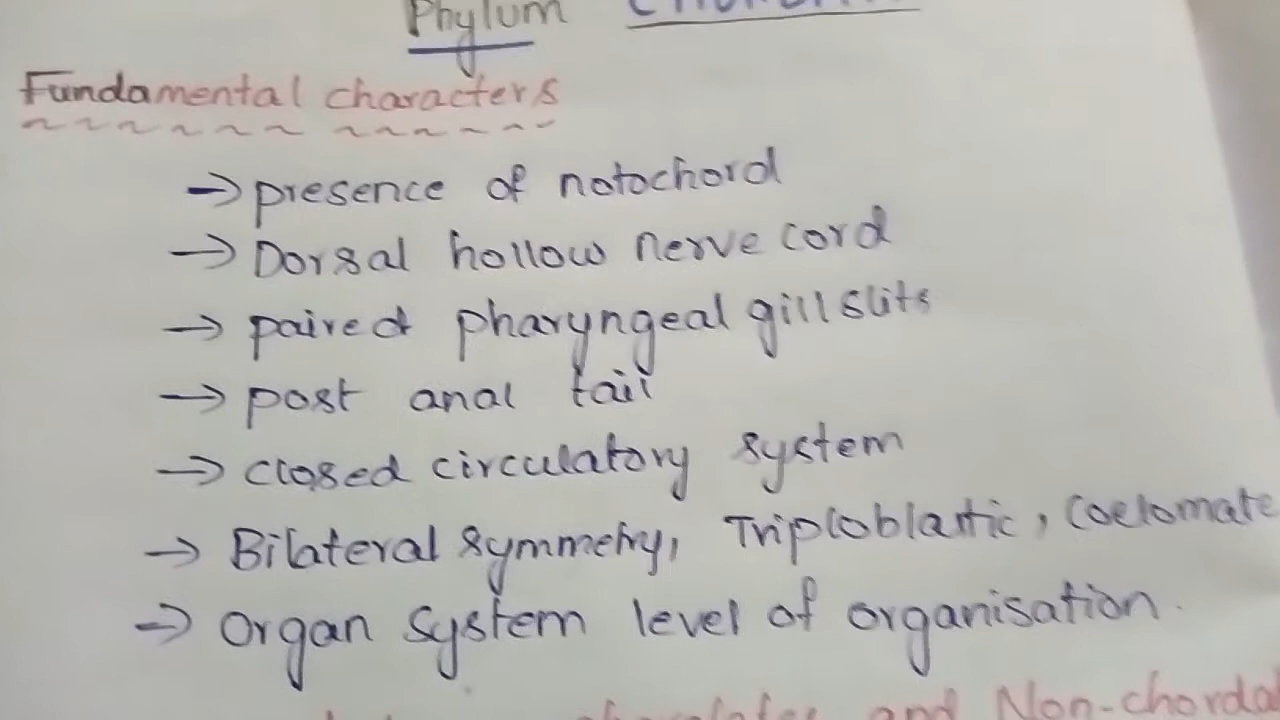 Phylum
Fundamental characters
→ presence of notochord
→ Dorsal hollow nerve cord
→ paired pharyngeal gill slits
→ post anal tail
→ closed circulatory system
→ Bilateral symmetry, Triploblastic, Coelomate
→ Organ system level of organisation.
and Non-chorda